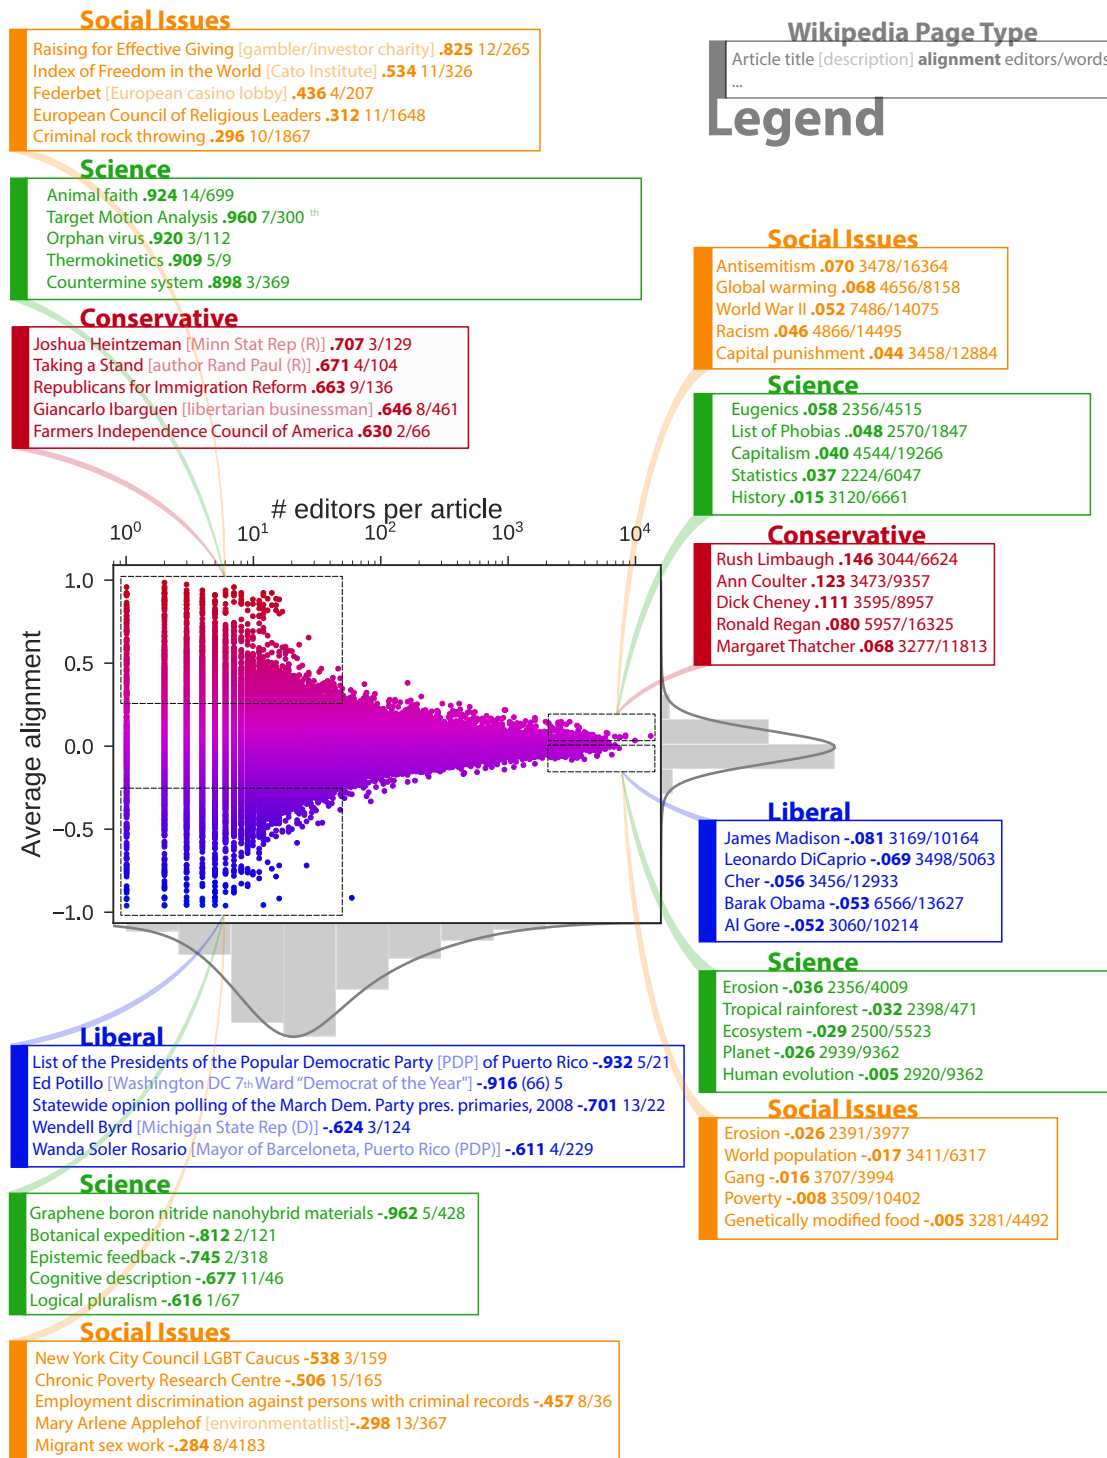 Social Issues
Raising for Effective Giving [gambler/investor charity] .825 12/265
Index of Freedom in the World [Cato Institute] .534 11/326
Federbet [European casino lobby] .436 4/207
European Council of Religious Leaders .312 11/1648
Criminal rock throwing .296 10/1867
Wikipedia Page Type
Article title [description] alignment editors/words
...
Legend
Science
Animal faith .924 14/699
Target Motion Analysis .960 7/300 th
Orphan virus .920 3/112
Thermokinetics .909 5/9
Countermine system .898 3/369
Conservative
Joshua Heintzeman [Minn Stat Rep (R)] .707 3/129
Taking a Stand [author Rand Paul (R)] .671 4/104
Republicans for Immigration Reform .663 9/136
Giancarlo Ibarguen [libertarian businessman] .646 8/461
Farmers Independence Council of America .630 2/66
Social Issues
Antisemitism .070 3478/16364
Global warming .068 4656/8158
World War II .052 7486/14075
Racism .046 4866/14495
Capital punishment .044 3458/12884
Science
Eugenics .058 2356/4515
List of Phobias ..048 2570/1847
Capitalism .040 4544/19266
Statistics .037 2224/6047
History .015 3120/6661
Conservative
Rush Limbaugh .146 3044/6624
Ann Coulter .123 3473/9357
Dick Cheney .111 3595/8957
Ronald Regan .080 5957/16325
Margaret Thatcher .068 3277/11813
# editors per article
10^0 10^1 10^2 10^3 10^4
Average alignment
1.0
0.5
0.0
−0.5
−1.0
Liberal
James Madison -.081 3169/10164
Leonardo DiCaprio -.069 3498/5063
Cher -.056 3456/12933
Barak Obama -.053 6566/13627
Al Gore -.052 3060/10214
Science
Erosion -.036 2356/4009
Tropical rainforest -.032 2398/471
Ecosystem -.029 2500/5523
Planet -.026 2939/9362
Human evolution -.005 2920/9362
Social Issues
Erosion -.026 2391/3977
World population -.017 3411/6317
Gang -.016 3707/3994
Poverty -.008 3509/10402
Genetically modified food -.005 3281/4492
Liberal
List of the Presidents of the Popular Democratic Party [PDP] of Puerto Rico -.932 5/21
Ed Potillo [Washington DC 7th Ward "Democrat of the Year"] -.916 (66) 5
Statewide opinion polling of the March Dem. Party pres. primaries, 2008 -.701 13/22
Wendell Byrd [Michigan State Rep (D)] -.624 3/124
Wanda Soler Rosario [Mayor of Barceloneta, Puerto Rico (PDP)] -.611 4/229
Science
Graphene boron nitride nanohybrid materials -.962 5/428
Botanical expedition -.812 2/121
Epistemic feedback -.745 2/318
Cognitive description -.677 11/46
Logical pluralism -.616 1/67
Social Issues
New York City Council LGBT Caucus -538 3/159
Chronic Poverty Research Centre -.506 15/165
Employment discrimination against persons with criminal records -.457 8/36
Mary Arlene Applehof [environmentatlist]-.298 13/367
Migrant sex work -.284 8/4183